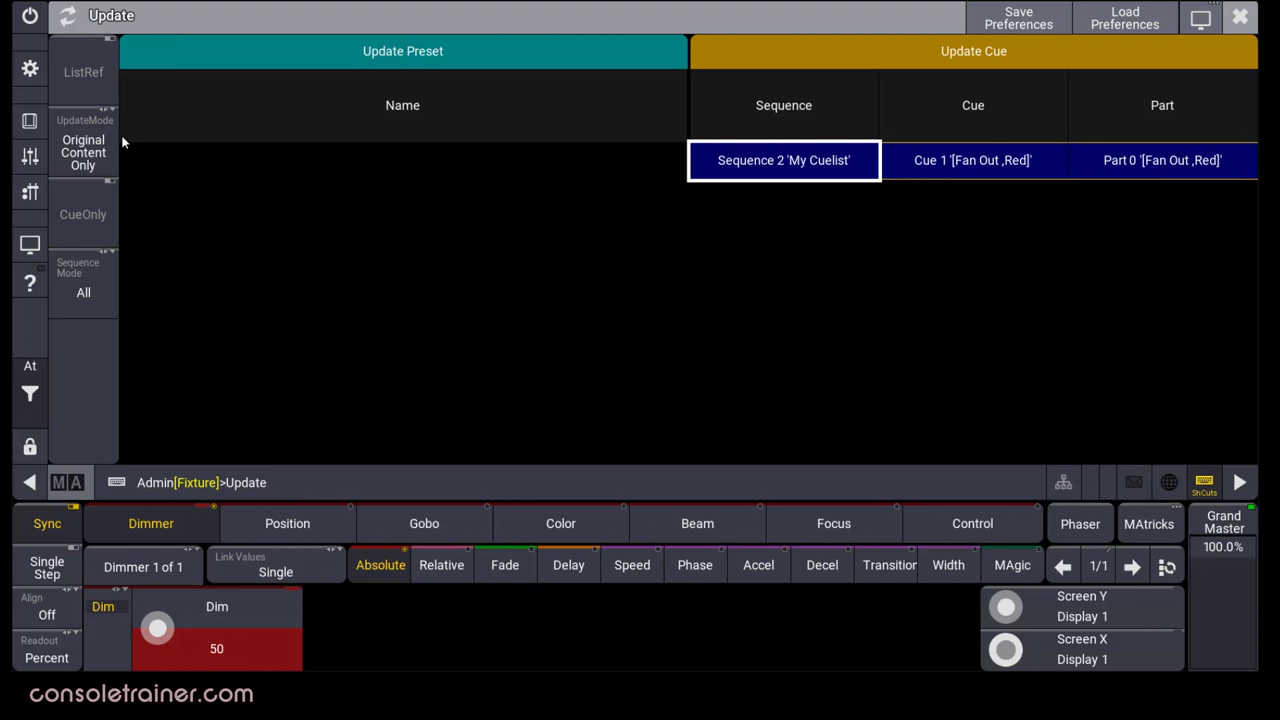 Update
Save
Preferences
Load
Preferences
ListRef
Update Preset
Update Cue
Name
Sequence
Cue
Part
UpdateMode
Original
Content
Only
Sequence 2 'My Cuelist'
Cue 1 '[Fan Out ,Red]'
Part 0 '[Fan Out ,Red]'
CueOnly
Sequence
Mode
All
?
At
MA
Admin[Fixture]>Update
ShCuts
Sync
Dimmer
Position
Gobo
Color
Beam
Focus
Control
Phaser
MAtricks
Grand
Master
100.0%
Single
Step
Dimmer 1 of 1
Link Values
Single
Absolute
Relative
Fade
Delay
Speed
Phase
Accel
Decel
Transition
Width
MAgic
1/1
Align
Off
Dim
Dim
50
Screen Y
Display 1
Readout
Percent
Screen X
Display 1
consoletrainer.com